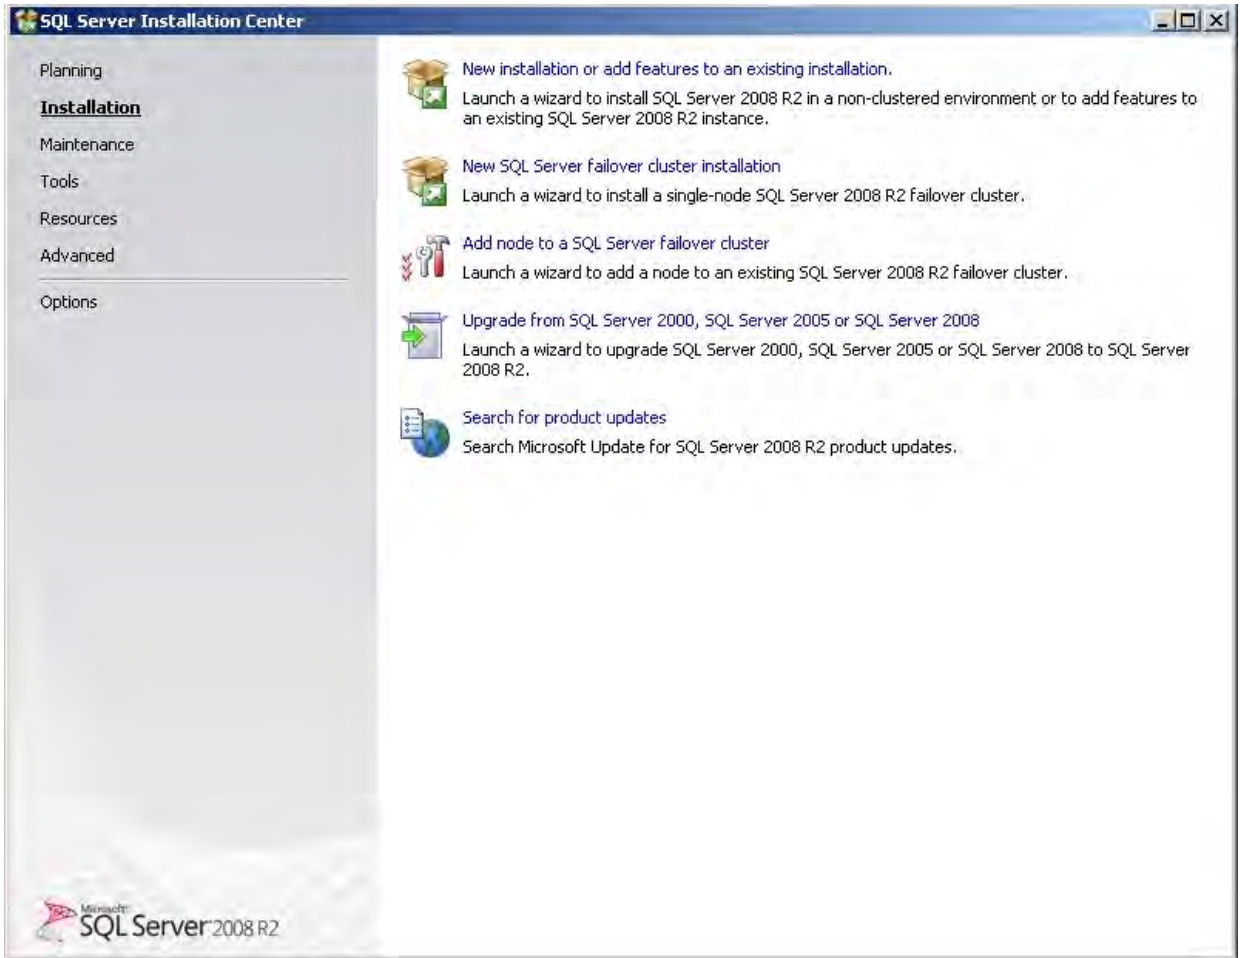 SQL Server Installation Center
Planning
Installation
Maintenance
Tools
Resources
Advanced
Options
New installation or add features to an existing installation.
Launch a wizard to install SQL Server 2008 R2 in a non-clustered environment or to add features to
an existing SQL Server 2008 R2 instance.
New SQL Server failover cluster installation
Launch a wizard to install a single-node SQL Server 2008 R2 failover cluster.
Add node to a SQL Server failover cluster
Launch a wizard to add a node to an existing SQL Server 2008 R2 failover cluster.
Upgrade from SQL Server 2000, SQL Server 2005 or SQL Server 2008
Launch a wizard to upgrade SQL Server 2000, SQL Server 2005 or SQL Server 2008 to SQL Server
2008 R2.
Search for product updates
Search Microsoft Update for SQL Server 2008 R2 product updates.
Microsoft
SQL Server 2008 R2